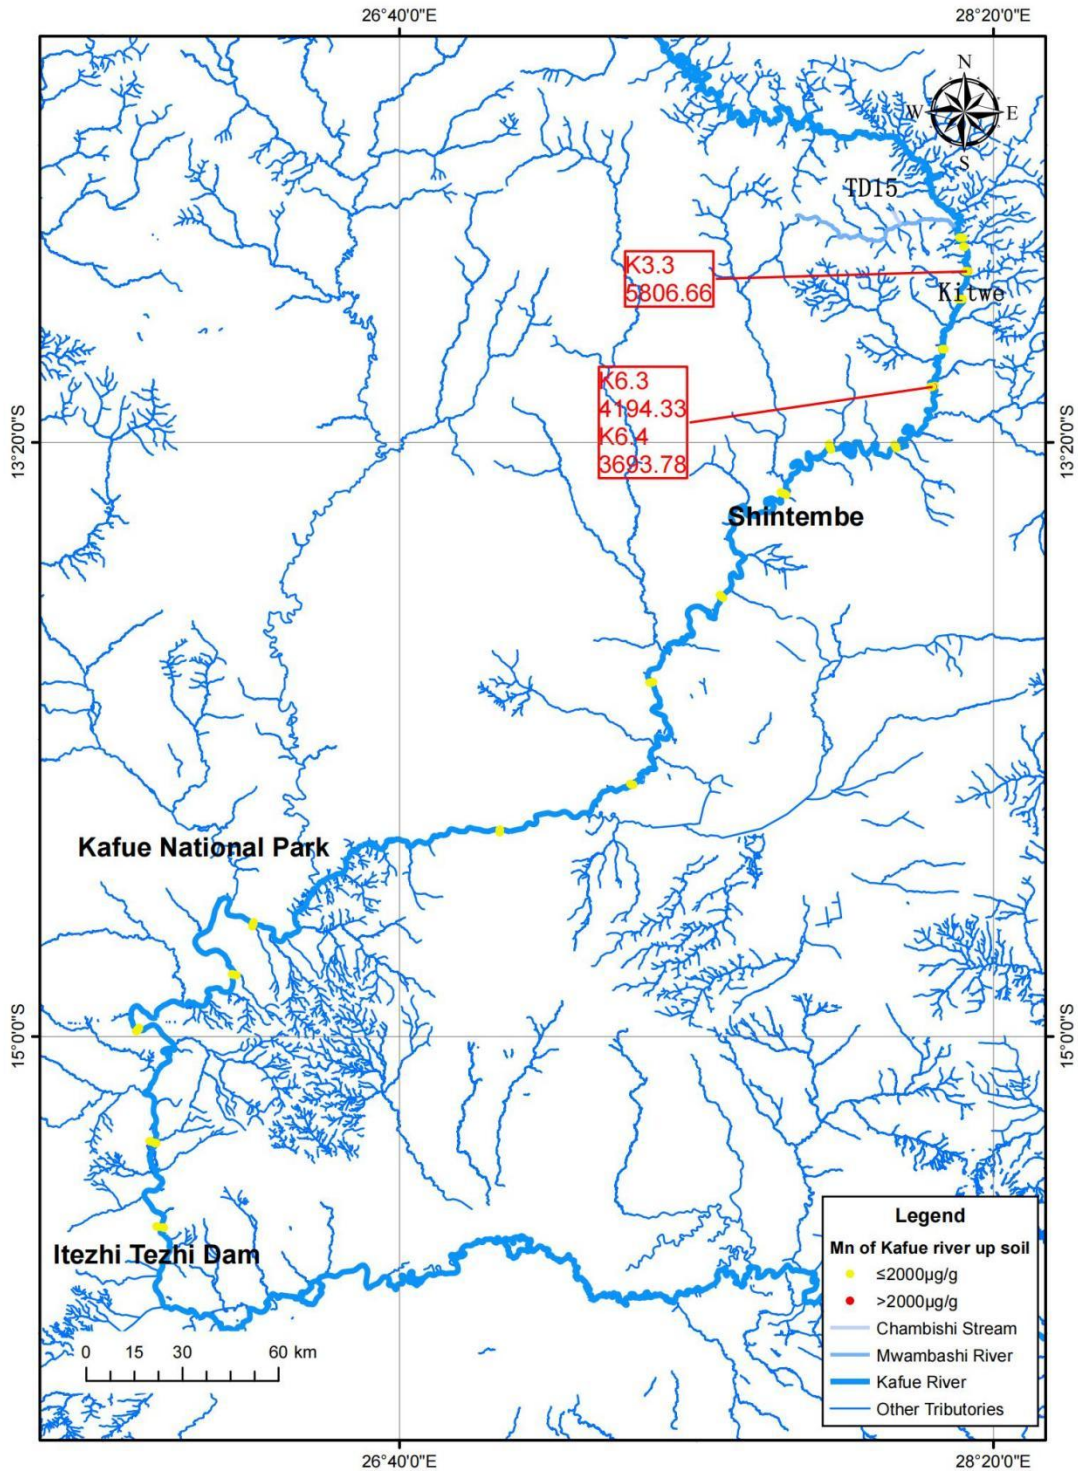 26°40'0"E
28°20'0"E
N
W
E
S
TD15
K3.3
5806.66
Kitwe
K6.3
4194.33
K6.4
3693.78
13°20'0"S
13°20'0"S
Shintembe
Kafue National Park
15°0'0"S
15°0'0"S
Itezhi Tezhi Dam
0 15 30 60 km
Legend
Mn of Kafue river up soil
≤2000µg/g
>2000µg/g
Chambishi Stream
Mwambashi River
Kafue River
Other Tributories
26°40'0"E
28°20'0"E